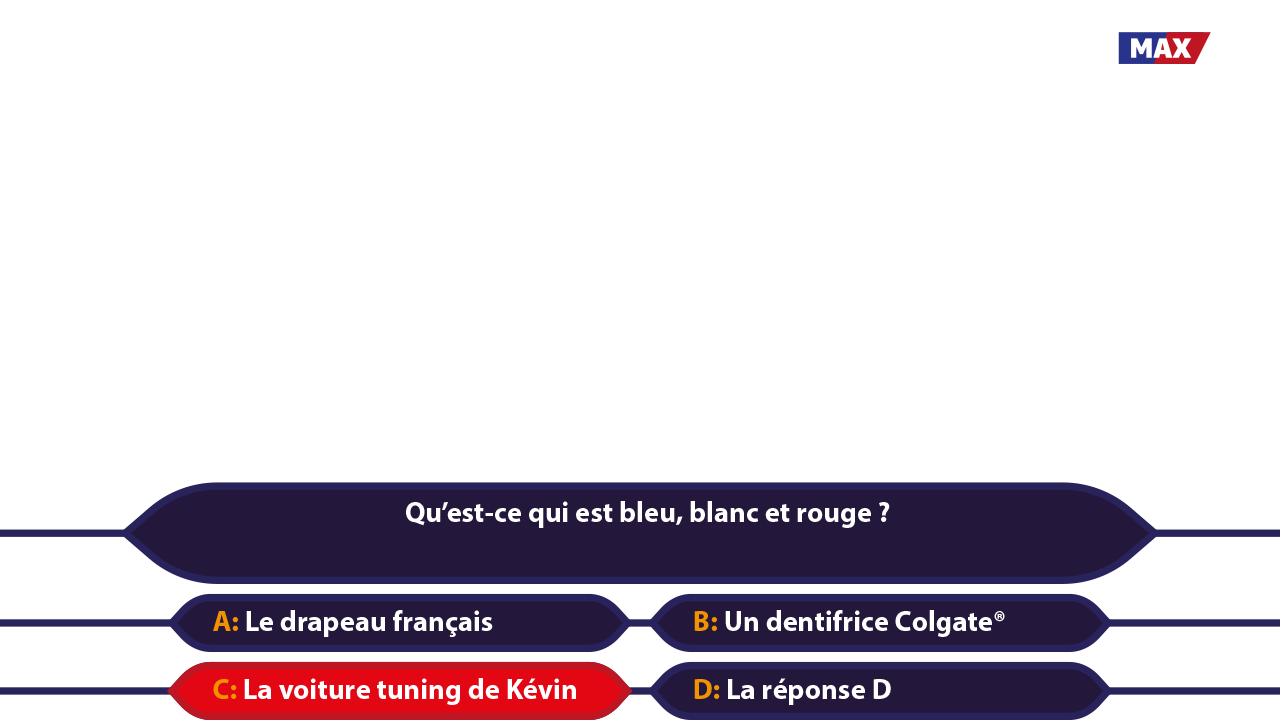 MAX
Qu’est-ce qui est bleu, blanc et rouge ?
A: Le drapeau français
B: Un dentifrice Colgate®
C: La voiture tuning de Kévin
D: La réponse D